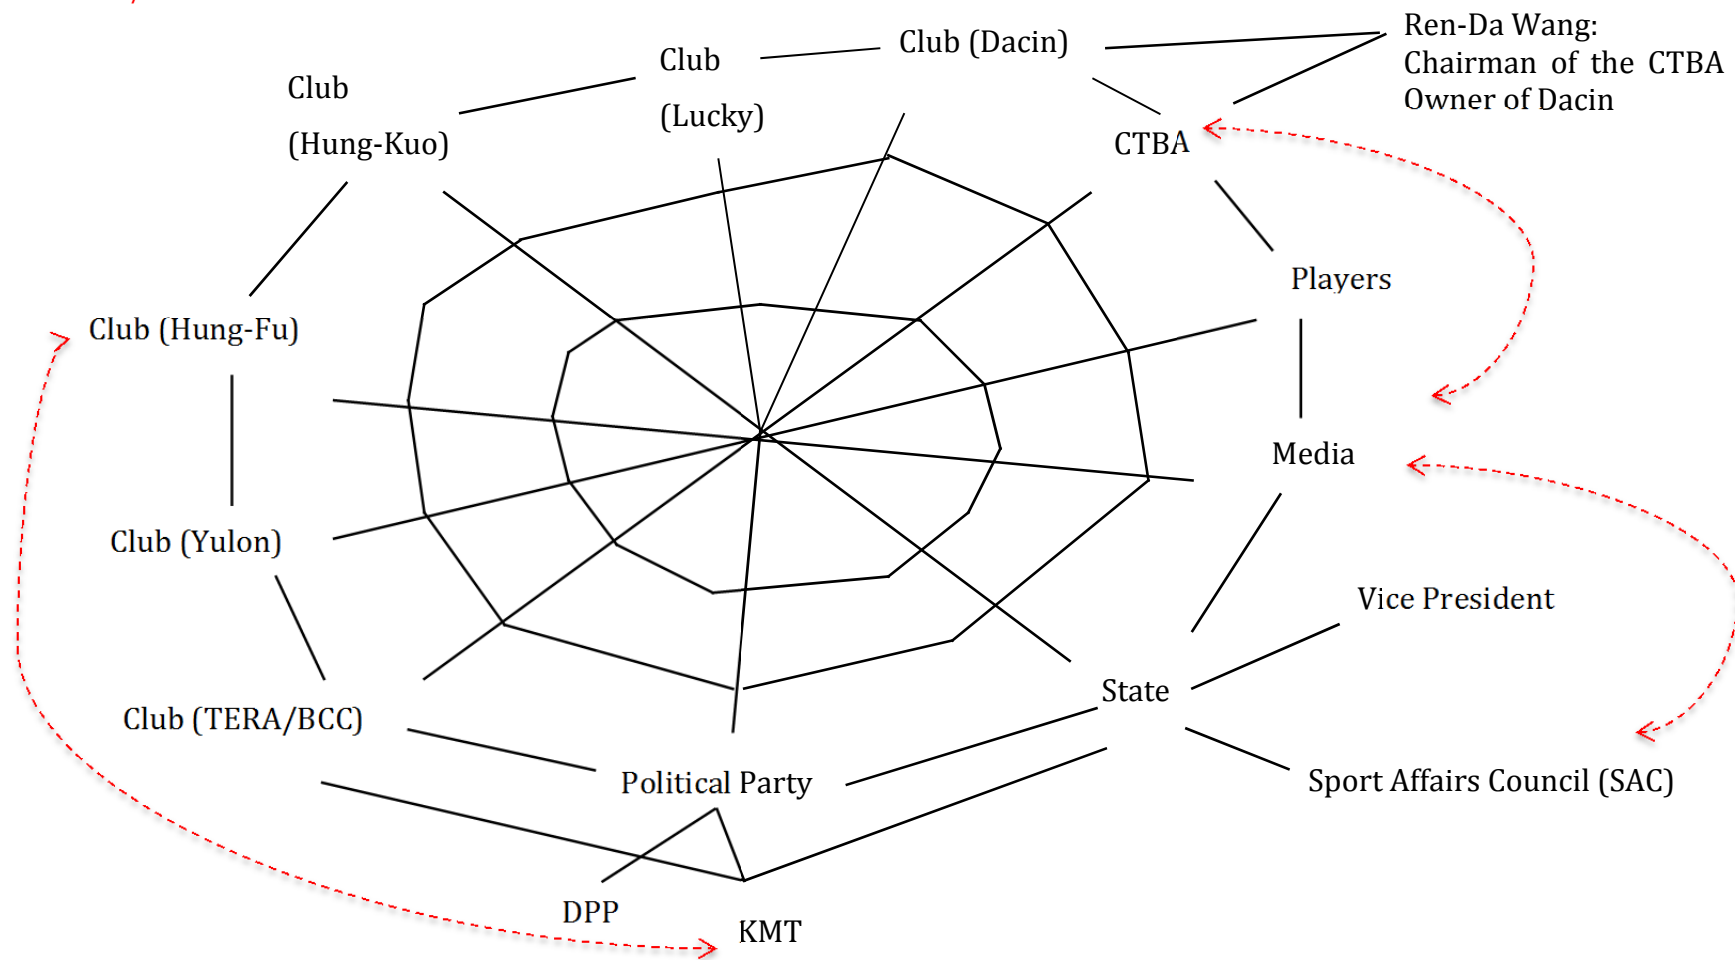 Ren-Da Wang:
Chairman of the CTBA
Owner of Dacin
Club (Dacin)
Club
(Lucky)
Club
(Hung-Kuo)
CTBA
Players
Club (Hung-Fu)
Media
Club (Yulon)
Vice President
State
Club (TERA/BCC)
Political Party
Sport Affairs Council (SAC)
DPP
KMT